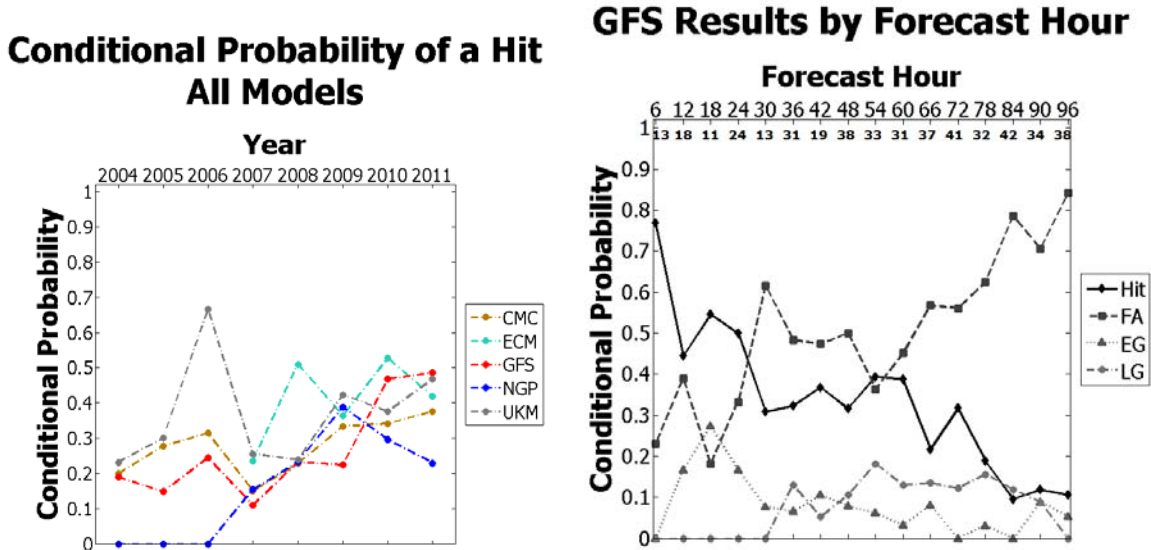 Conditional Probability of a Hit
All Models
Year
2004 2005 2006 2007 2008 2009 2010 2011
1
0.9
0.8
0.7
0.6
0.5
0.4
0.3
0.2
0.1
0
Conditional Probability
CMC
ECM
GFS
NGP
UKM
GFS Results by Forecast Hour
Forecast Hour
6 12 18 24 30 36 42 48 54 60 66 72 78 84 90 96
13 18 11 24 13 31 19 38 33 31 37 41 32 42 34 38
1
0.9
0.8
0.7
0.6
0.5
0.4
0.3
0.2
0.1
0
Conditional Probability
Hit
FA
EG
LG